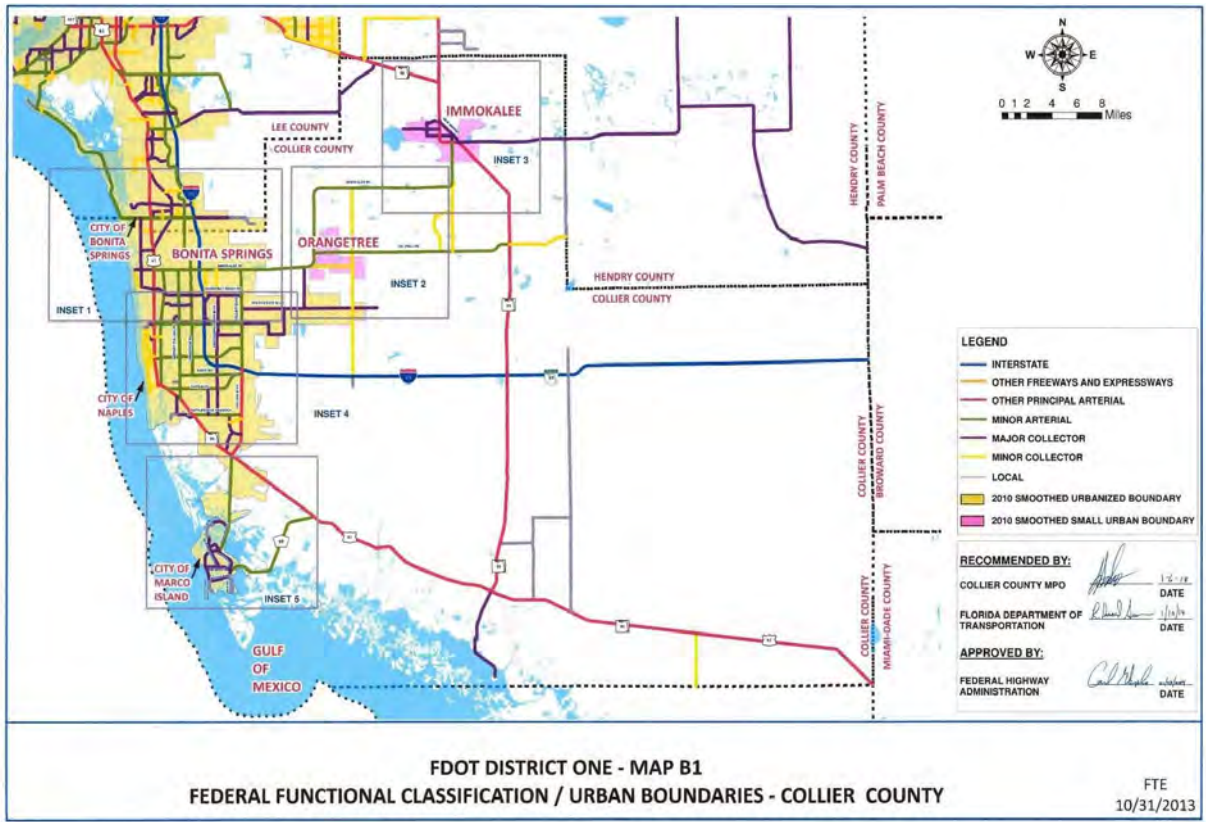 N
W
E
S
0 1 2 4 6 8
Miles
IMMOKALEE
LEE COUNTY
COLLIER COUNTY
INSET 3
HENDRY COUNTY
PALM BEACH COUNTY
CITY OF
BONITA
SPRINGS
BONITA SPRINGS
ORANGETREE
INSET 1
INSET 2
HENDRY COUNTY
COLLIER COUNTY
CITY OF
NAPLES
INSET 4
COLLIER COUNTY
BROWARD COUNTY
CITY OF
MARCO
ISLAND
INSET 5
GULF
OF
MEXICO
COLLIER COUNTY
MIAMI-DADE COUNTY
LEGEND
INTERSTATE
OTHER FREEWAYS AND EXPRESSWAYS
OTHER PRINCIPAL ARTERIAL
MINOR ARTERIAL
MAJOR COLLECTOR
MINOR COLLECTOR
LOCAL
2010 SMOOTHED URBANIZED BOUNDARY
2010 SMOOTHED SMALL URBAN BOUNDARY
RECOMMENDED BY:
COLLIER COUNTY MPO
DATE
FLORIDA DEPARTMENT OF
TRANSPORTATION
DATE
APPROVED BY:
FEDERAL HIGHWAY
ADMINISTRATION
DATE
FDOT DISTRICT ONE - MAP B1
FEDERAL FUNCTIONAL CLASSIFICATION / URBAN BOUNDARIES - COLLIER COUNTY
FTE
10/31/2013